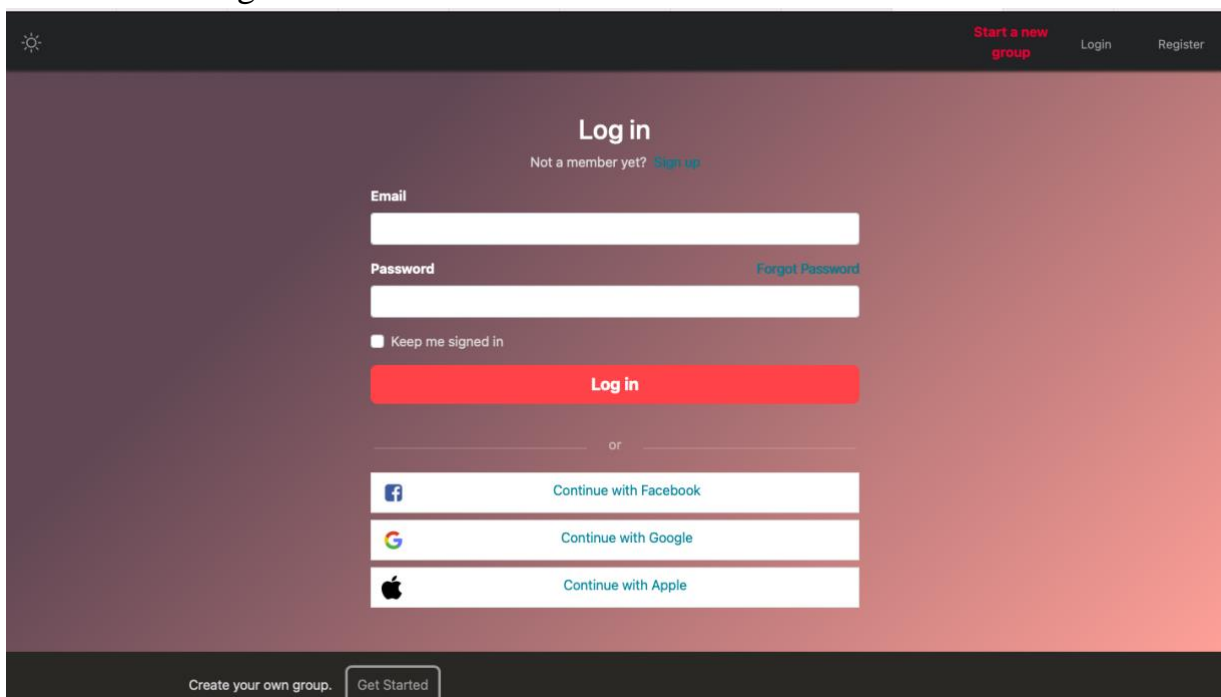 Start a new
group
Login
Register
Log in
Not a member yet? Sign up
Email
Password
Forgot Password
Keep me signed in
Log in
or
Continue with Facebook
Continue with Google
Continue with Apple
Create your own group.
Get Started